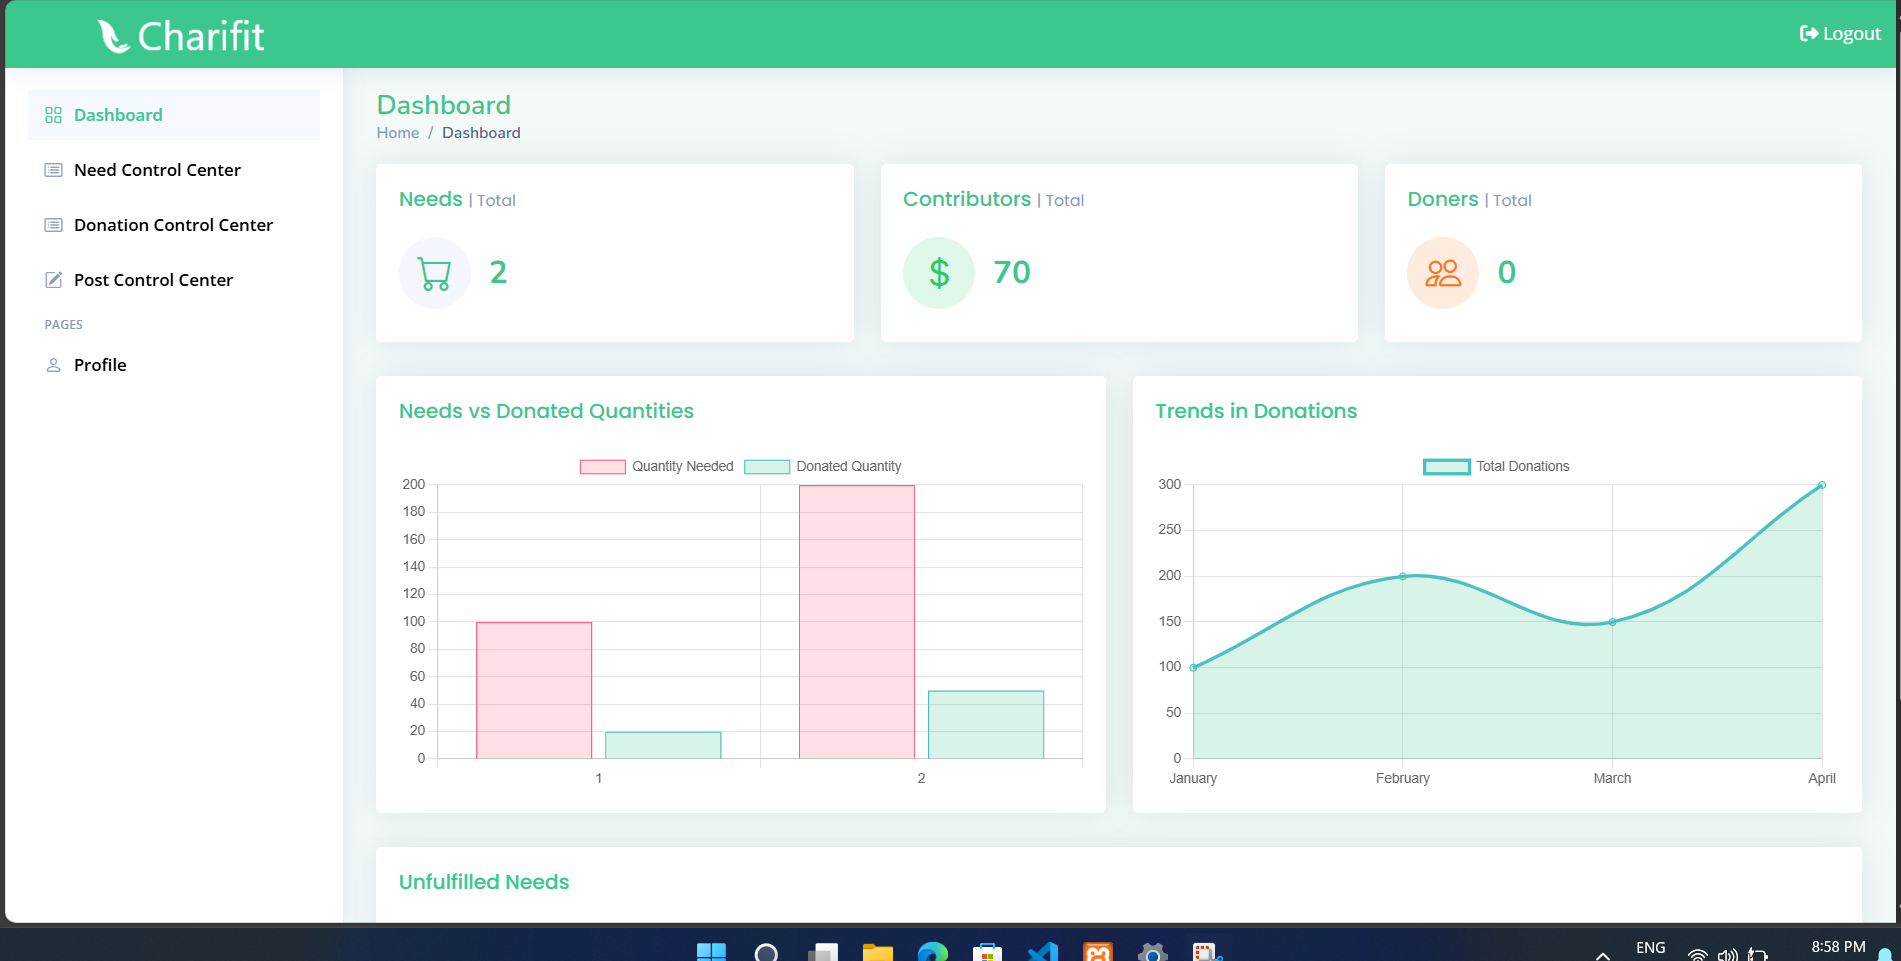 Charifit
Logout
Dashboard
Need Control Center
Donation Control Center
Post Control Center
PAGES
Profile
Dashboard
Home / Dashboard
Needs | Total
2
Contributors | Total
$ 70
Doners | Total
0
Needs vs Donated Quantities
Quantity Needed Donated Quantity
200
180
160
140
120
100
80
60
40
20
0
1 2
Trends in Donations
Total Donations
300
250
200
150
100
50
0
January February March April
Unfulfilled Needs
ENG
8:58 PM